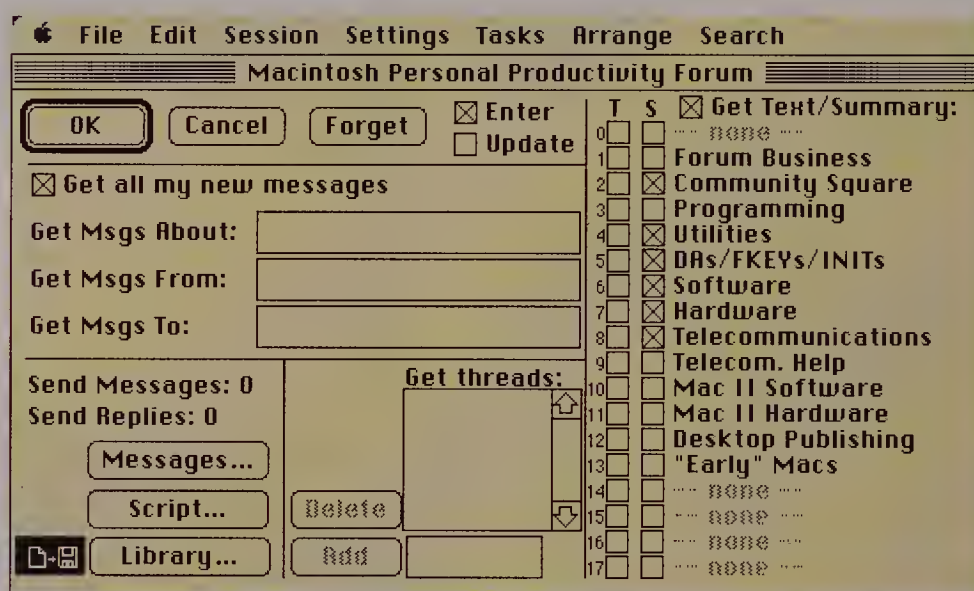 File Edit Session Settings Tasks Arrange Search
Macintosh Personal Productivity Forum
OK Cancel Forget
Enter
Update
Get all my new messages
Get Msgs About:
Get Msgs From:
Get Msgs To:
Send Messages: 0
Send Replies: 0
Messages...
Script...
Library...
Get threads:
Delete
Add
T S Get Text/Summary:
0 -- none --
1 Forum Business
2 Community Square
3 Programming
4 Utilities
5 DAs/FKEYs/INITs
6 Software
7 Hardware
8 Telecommunications
9 Telecom. Help
10 Mac II Software
11 Mac II Hardware
12 Desktop Publishing
13 "Early" Macs
14 -- none --
15 -- none --
16 -- none --
17 -- none --